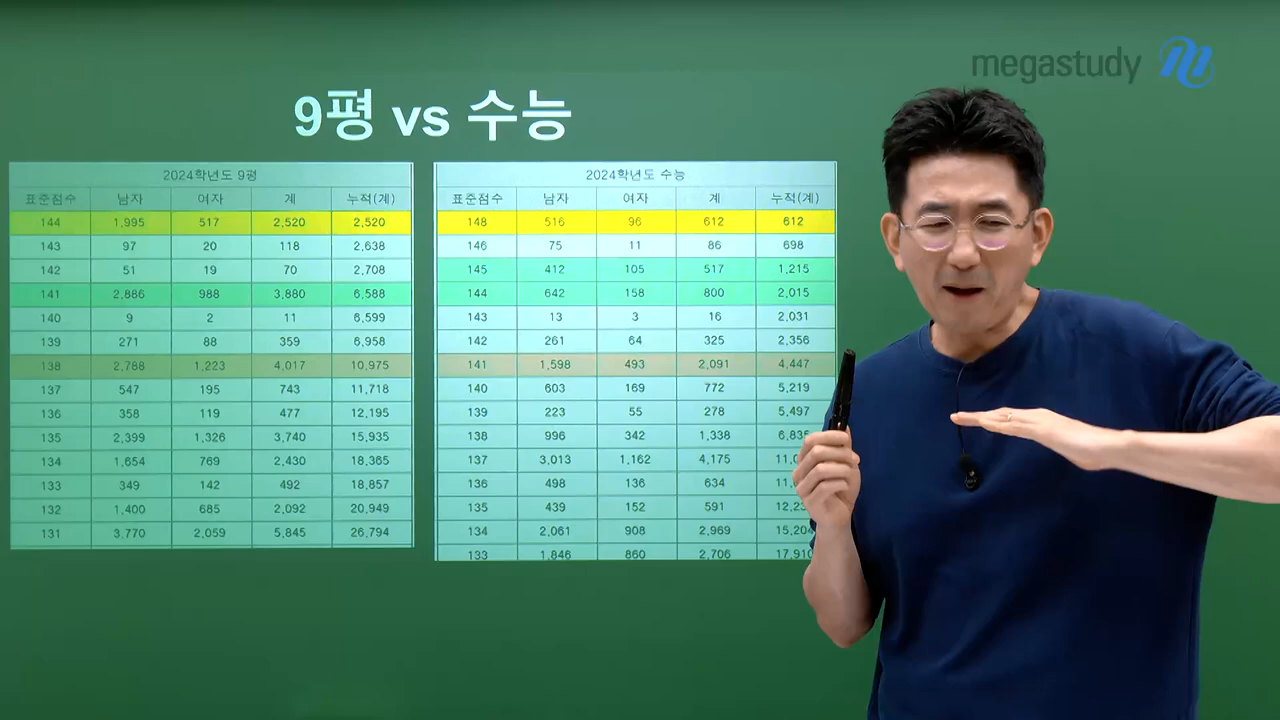 megastudy
9평 vs 수능
2024학년도 9평
표준점수 남자 여자 계 누적(계)
144 1,995 517 2,520 2,520
143 97 20 118 2,638
142 51 19 70 2,708
141 2,886 988 3,880 6,588
140 9 2 11 6,599
139 271 88 359 6,958
138 2,788 1,223 4,017 10,975
137 547 195 743 11,718
136 358 119 477 12,195
135 2,399 1,326 3,740 15,935
134 1,654 769 2,430 18,365
133 349 142 492 18,857
132 1,400 685 2,092 20,949
131 3,770 2,059 5,845 26,794
2024학년도 수능
표준점수 남자 여자 계 누적(계)
148 516 96 612 612
146 75 11 86 698
145 412 105 517 1,215
144 642 158 800 2,015
143 13 3 16 2,031
142 261 64 325 2,356
141 1,598 493 2,091 4,447
140 603 169 772 5,219
139 223 55 278 5,497
138 996 342 1,338 6,835
137 3,013 1,162 4,175
136 498 136 634
135 439 152 591
134 2,061 908 2,969 15,204
133 1,846 860 2,706 17,910